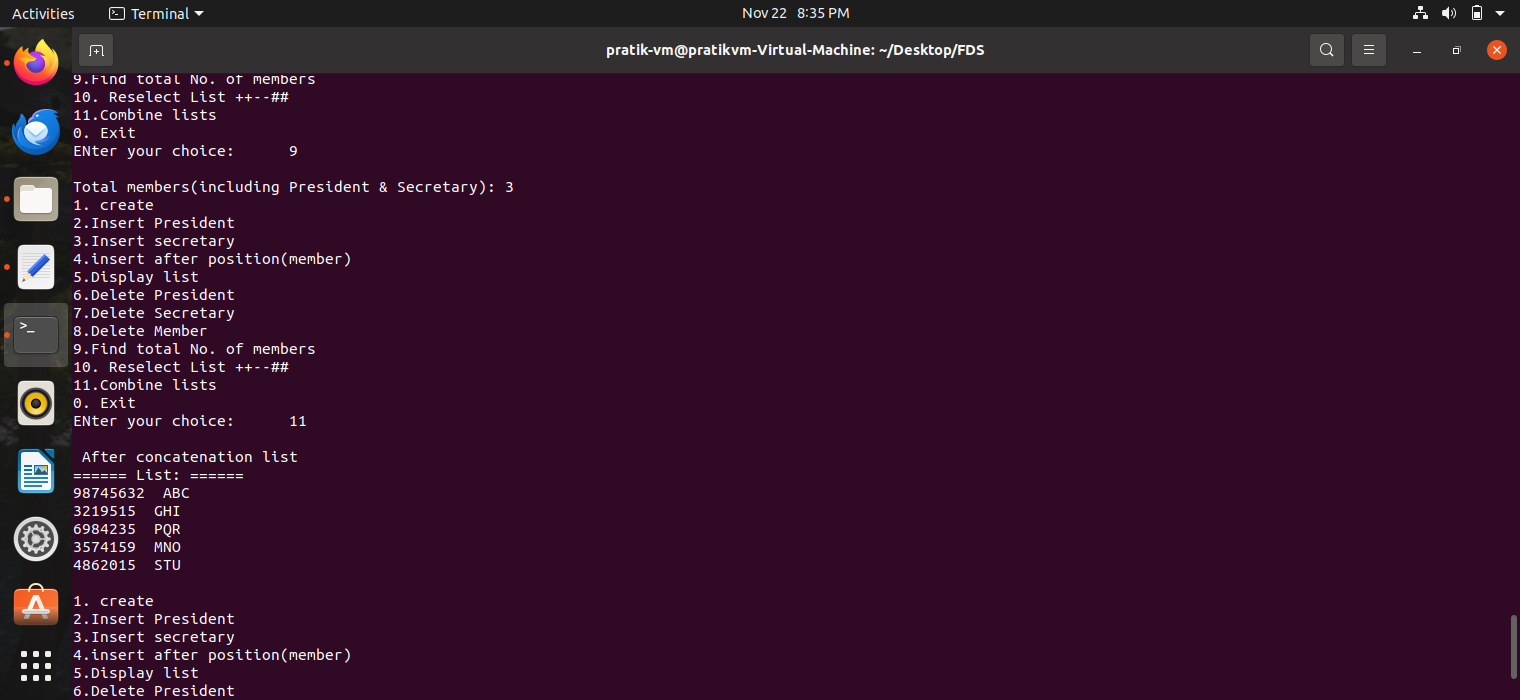 Activities Terminal Nov 22 8:35 PM
pratik-vm@pratikvm-Virtual-Machine: ~/Desktop/FDS
9.Find total No. of members
10. Reselect List ++--##
11.Combine lists
0. Exit
ENter your choice: 9
Total members(including President & Secretary): 3
1. create
2.Insert President
3.Insert secretary
4.insert after position(member)
5.Display list
6.Delete President
7.Delete Secretary
8.Delete Member
9.Find total No. of members
10. Reselect List ++--##
11.Combine lists
0. Exit
ENter your choice: 11
After concatenation list
====== List: ======
98745632 ABC
3219515 GHI
6984235 PQR
3574159 MNO
4862015 STU
1. create
2.Insert President
3.Insert secretary
4.insert after position(member)
5.Display list
6.Delete President